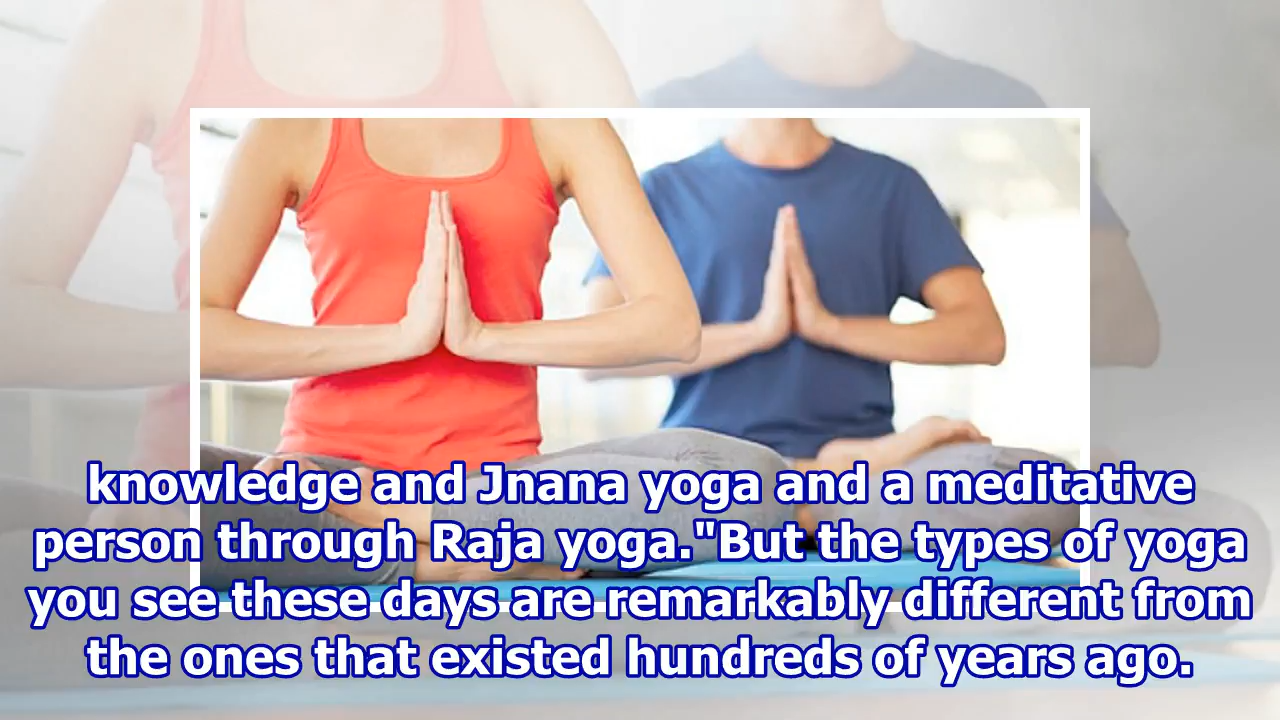 knowledge and Jnana yoga and a meditative
person through Raja yoga."But the types of yoga
you see these days are remarkably different from
the ones that existed hundreds of years ago.